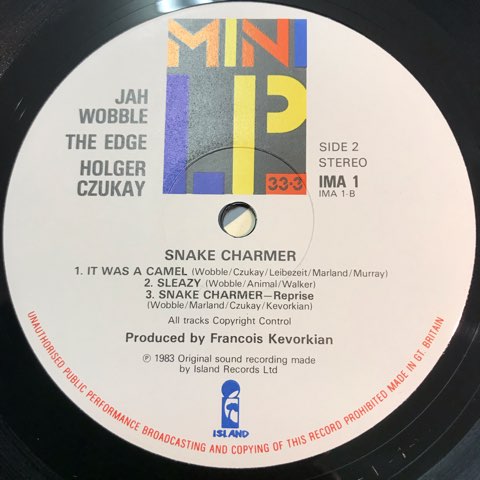 MINI
LP
33·3
JAH
WOBBLE
THE EDGE
HOLGER
CZUKAY
SIDE 2
STEREO
IMA 1
IMA 1-B
SNAKE CHARMER
1. IT WAS A CAMEL (Wobble/Czukay/Leibezeit/Marland/Murray)
2. SLEAZY (Wobble/Animal/Walker)
3. SNAKE CHARMER—Reprise
(Wobble/Marland/Czukay/Kevorkian)
All tracks Copyright Control
Produced by Francois Kevorkian
℗ 1983 Original sound recording made
by Island Records Ltd
ISLAND
UNAUTHORISED PUBLIC PERFORMANCE BROADCASTING AND COPYING OF THIS RECORD PROHIBITED MADE IN GT. BRITAIN